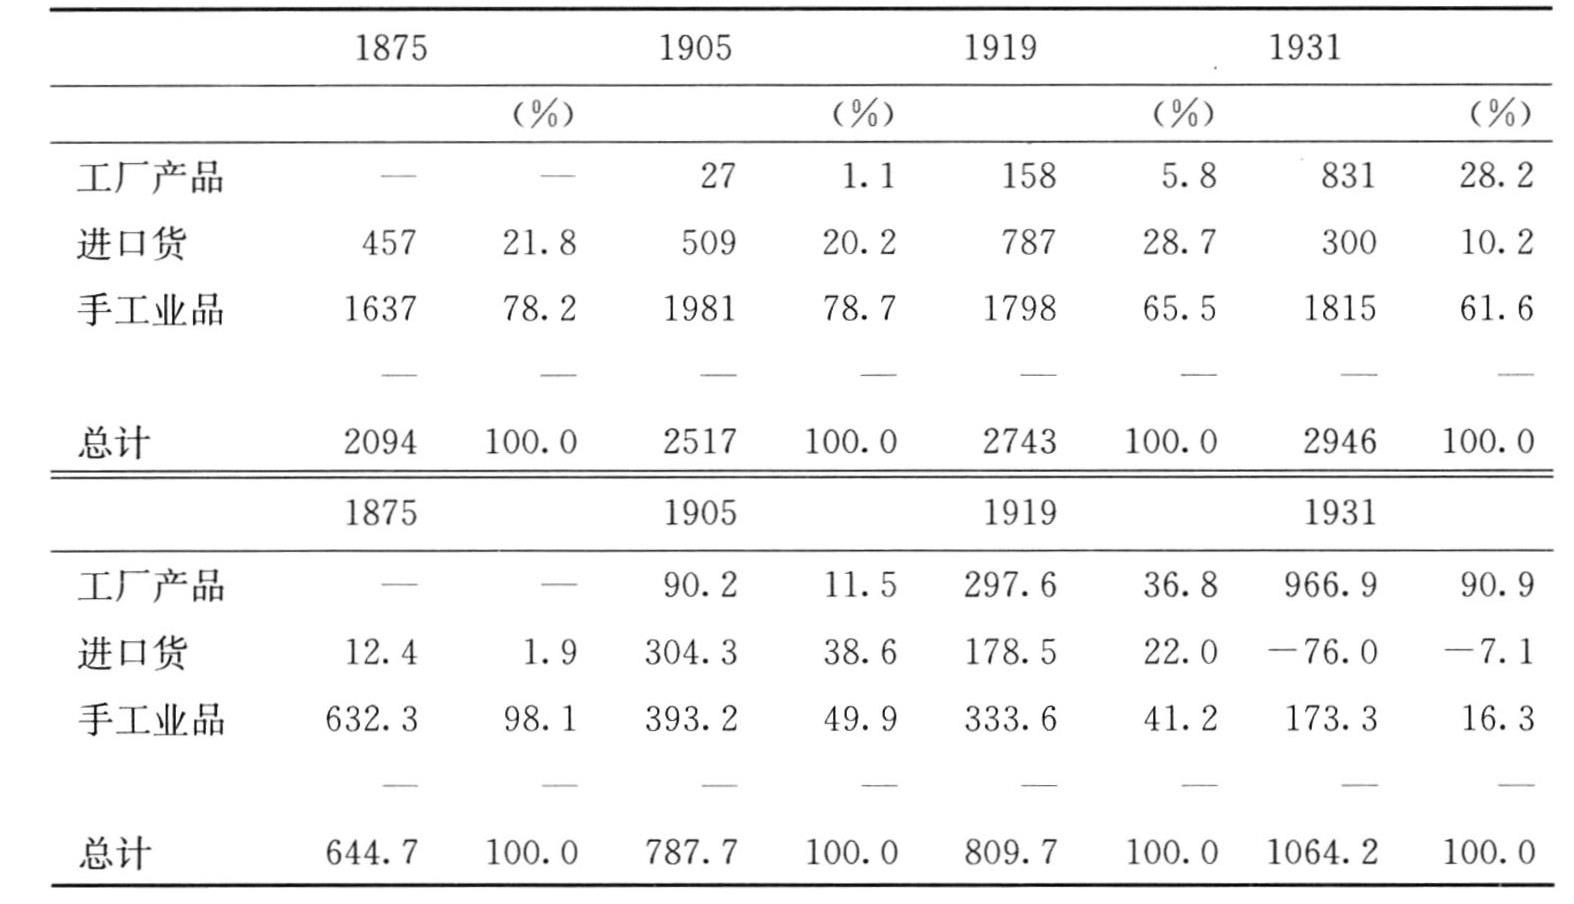 1875 1905 1919 1931
(%) (%) (%) (%)
工厂产品 — — 27 1.1 158 5.8 831 28.2
进口货 457 21.8 509 20.2 787 28.7 300 10.2
手工业品 1637 78.2 1981 78.7 1798 65.5 1815 61.6
— — — — — — — —
总计 2094 100.0 2517 100.0 2743 100.0 2946 100.0
1875 1905 1919 1931
工厂产品 — — 90.2 11.5 297.6 36.8 966.9 90.9
进口货 12.4 1.9 304.3 38.6 178.5 22.0 -76.0 -7.1
手工业品 632.3 98.1 393.2 49.9 333.6 41.2 173.3 16.3
— — — — — — — —
总计 644.7 100.0 787.7 100.0 809.7 100.0 1064.2 100.0